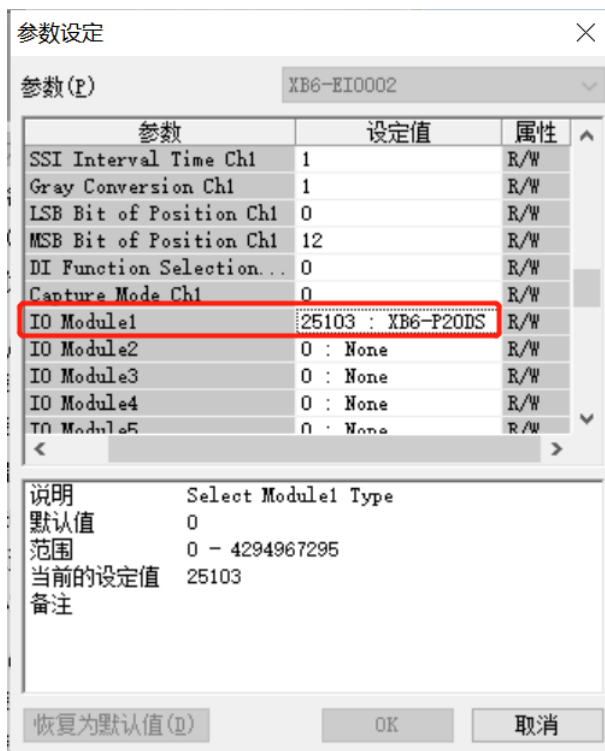 参数设定
参数(P) XB6-EI0002
参数 设定值 属性
SSI Interval Time Ch1 1 R/W
Gray Conversion Ch1 1 R/W
LSB Bit of Position Ch1 0 R/W
MSB Bit of Position Ch1 12 R/W
DI Function Selection... 0 R/W
Capture Mode Ch1 0 R/W
IO Module1 25103 : XB6-P20DS R/W
IO Module2 0 : None R/W
IO Module3 0 : None R/W
IO Module4 0 : None R/W
IO Module5 0 : None R/W
说明 Select Module1 Type
默认值 0
范围 0 - 4294967295
当前的设定值 25103
备注
恢复为默认值(D) OK 取消